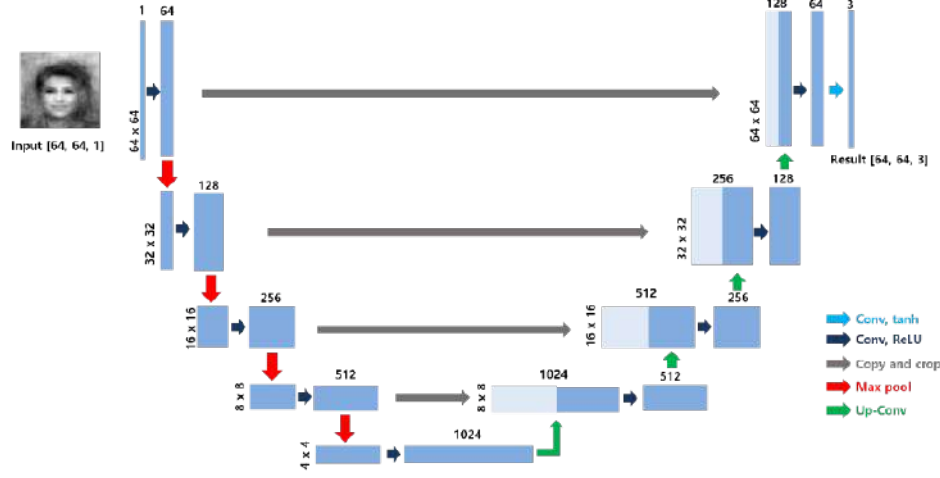 1 64
64 x 64
Input [64, 64, 1]
128 64 3
64 x 64
Result [64, 64, 3]
128
32 x 32
256 128
32 x 32
256
16 x 16
512 256
16 x 16
512
8 x 8
1024 512
8 x 8
1024
4 x 4
Conv, tanh
Conv, ReLU
Copy and crop
Max pool
Up-Conv